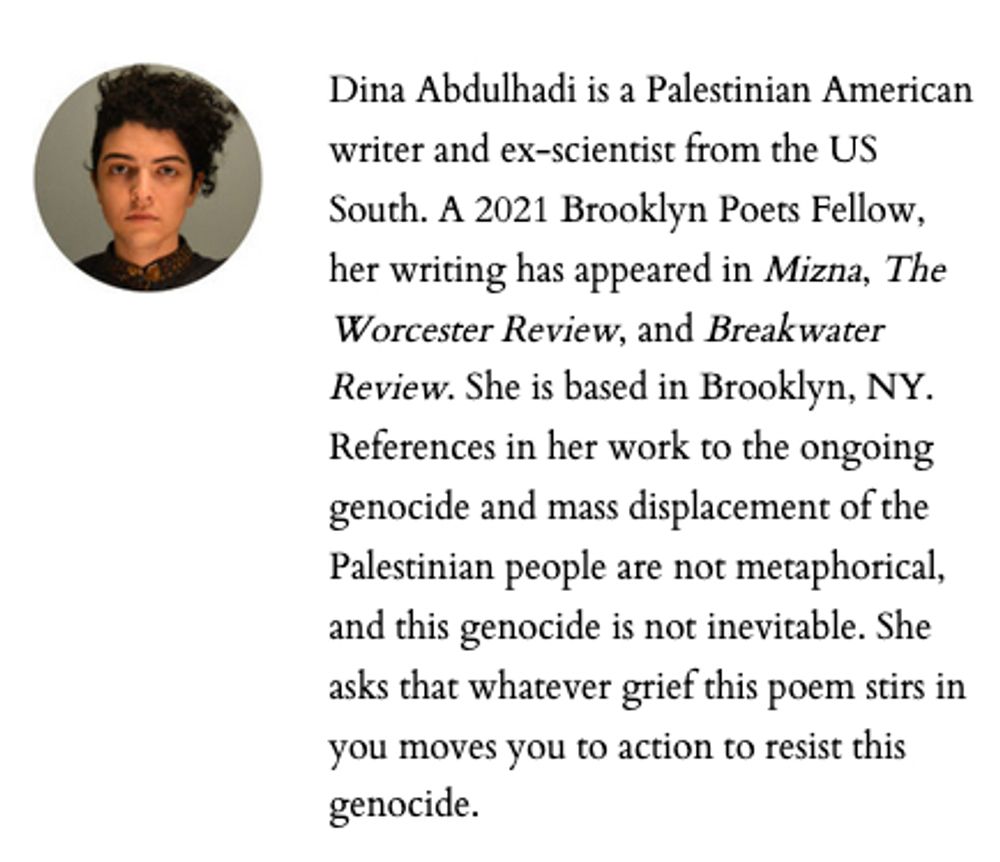 Dina Abdulhadi is a Palestinian American
writer and ex-scientist from the US
South. A 2021 Brooklyn Poets Fellow,
her writing has appeared in Mizna, The
Worcester Review, and Breakwater
Review. She is based in Brooklyn, NY.
References in her work to the ongoing
genocide and mass displacement of the
Palestinian people are not metaphorical,
and this genocide is not inevitable. She
asks that whatever grief this poem stirs in
you moves you to action to resist this
genocide.